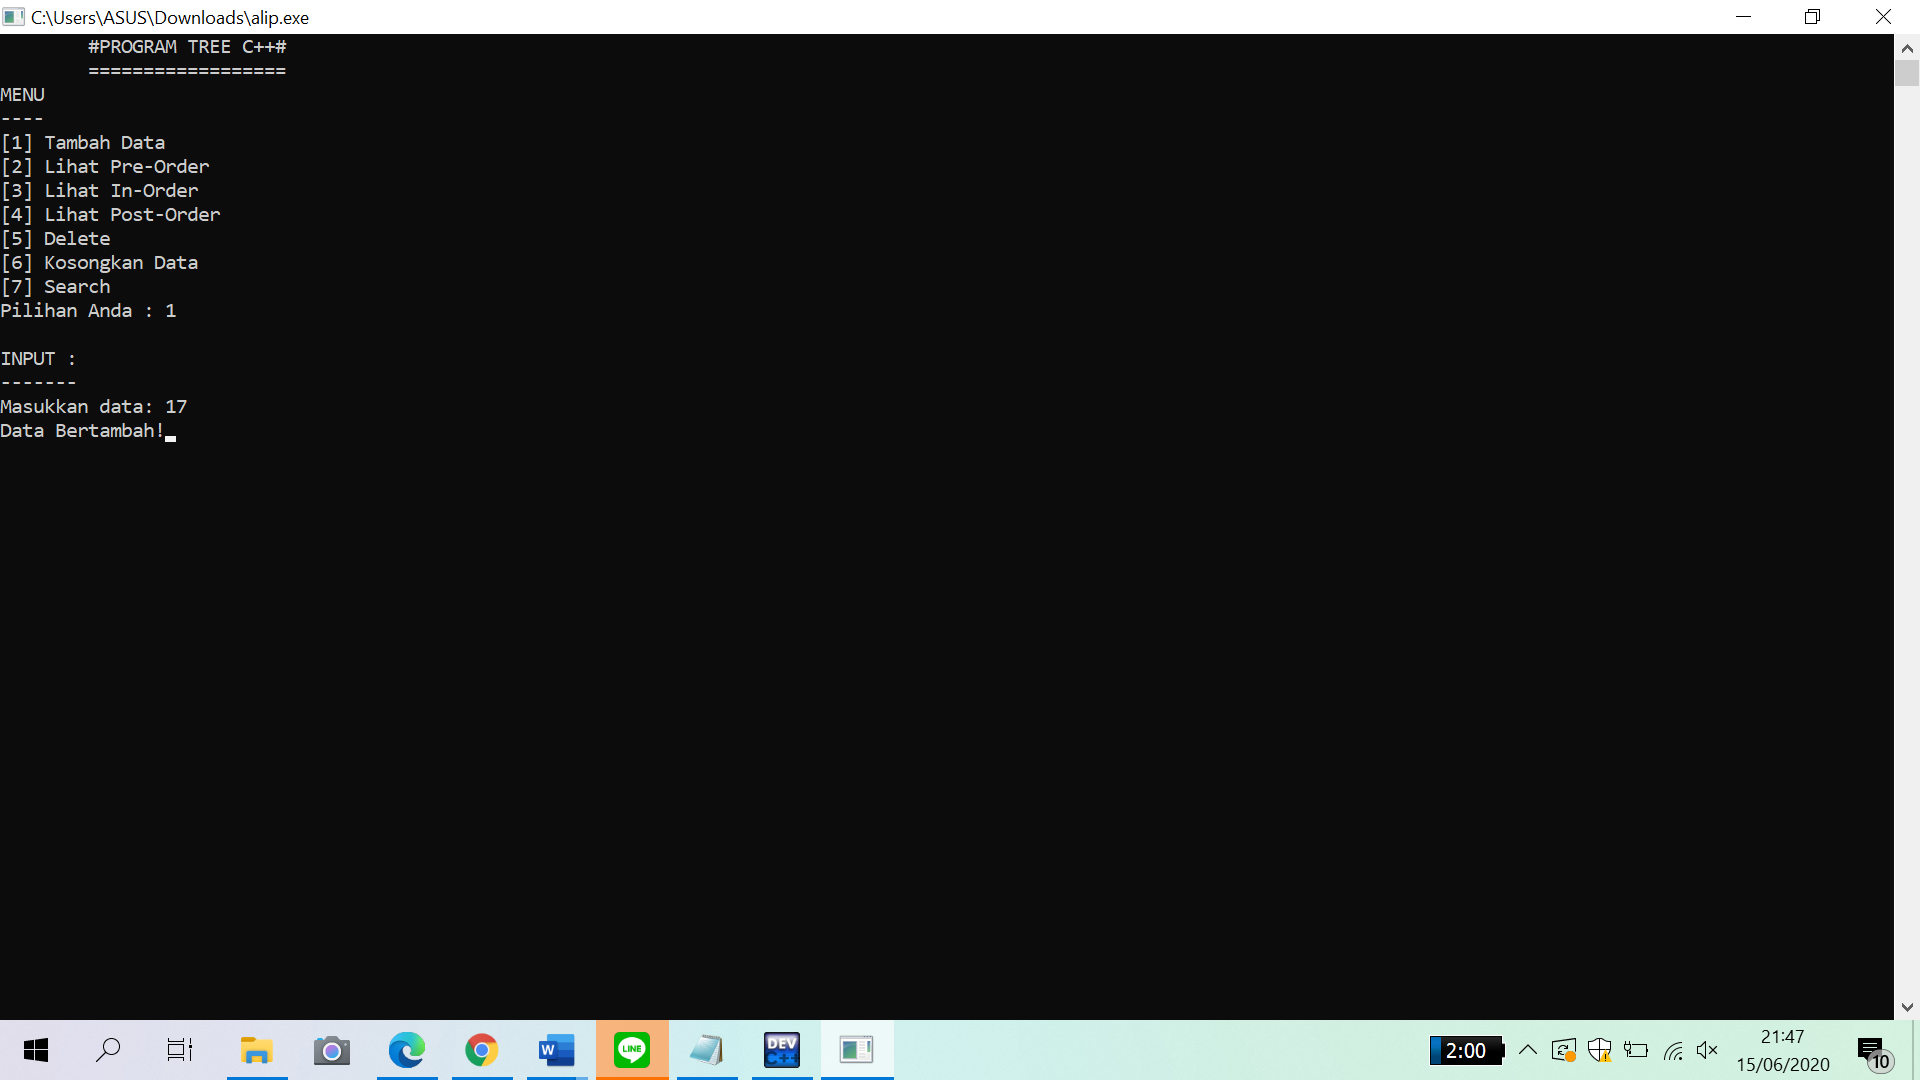 C:\Users\ASUS\Downloads\alip.exe
#PROGRAM TREE C++#
==================
MENU
----
[1] Tambah Data
[2] Lihat Pre-Order
[3] Lihat In-Order
[4] Lihat Post-Order
[5] Delete
[6] Kosongkan Data
[7] Search
Pilihan Anda : 1
INPUT :
-------
Masukkan data: 17
Data Bertambah!
W
LINE
DEV
C++
2:00
21:47
15/06/2020
10